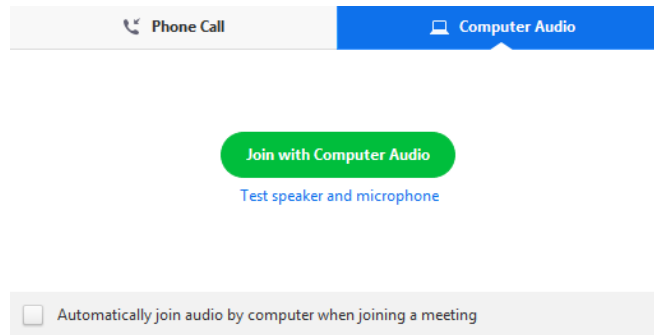 Phone Call
Computer Audio
Join with Computer Audio
Test speaker and microphone
Automatically join audio by computer when joining a meeting